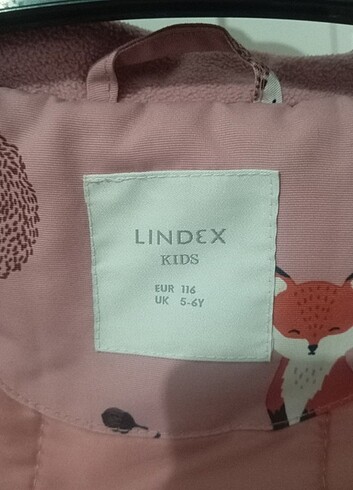 LINDEX
KIDS
EUR 116
UK 5-6Y